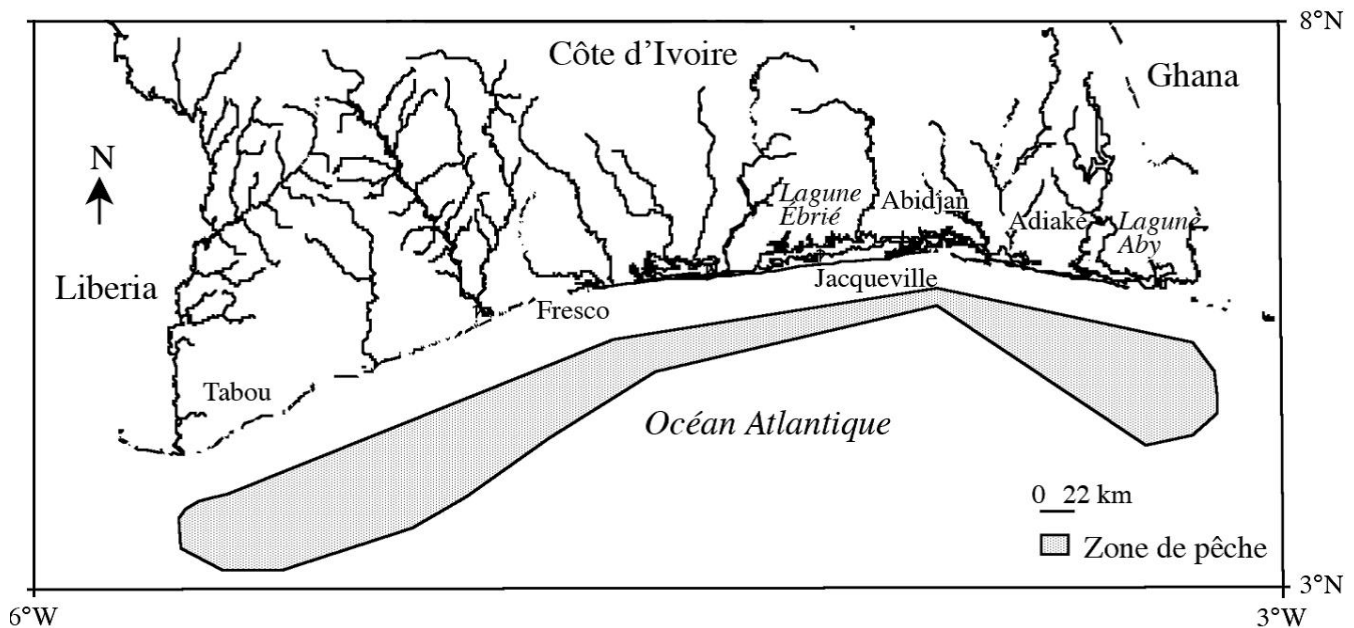 8°N
Côte d'Ivoire
Ghana
N
Lagune
Ébrié
Abidjan
Adiaké
Lagune
Aby
Liberia
Jacqueville
Fresco
Tabou
Océan Atlantique
0 22 km
Zone de pêche
3°N
6°W
3°W